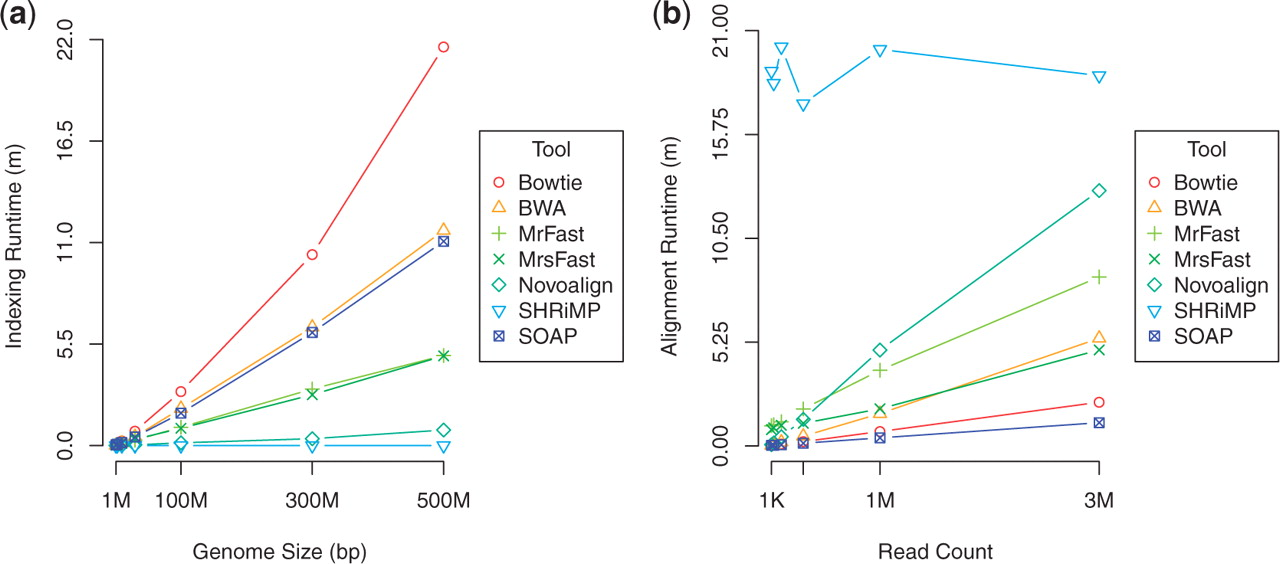 (a)
Indexing Runtime (m)
22.0
16.5
11.0
5.5
0.0
1M 100M 300M 500M
Genome Size (bp)
Tool
Bowtie
BWA
MrFast
MrsFast
Novoalign
SHRiMP
SOAP
(b)
Alignment Runtime (m)
21.00
15.75
10.50
5.25
0.00
1K 1M 3M
Read Count
Tool
Bowtie
BWA
MrFast
MrsFast
Novoalign
SHRiMP
SOAP